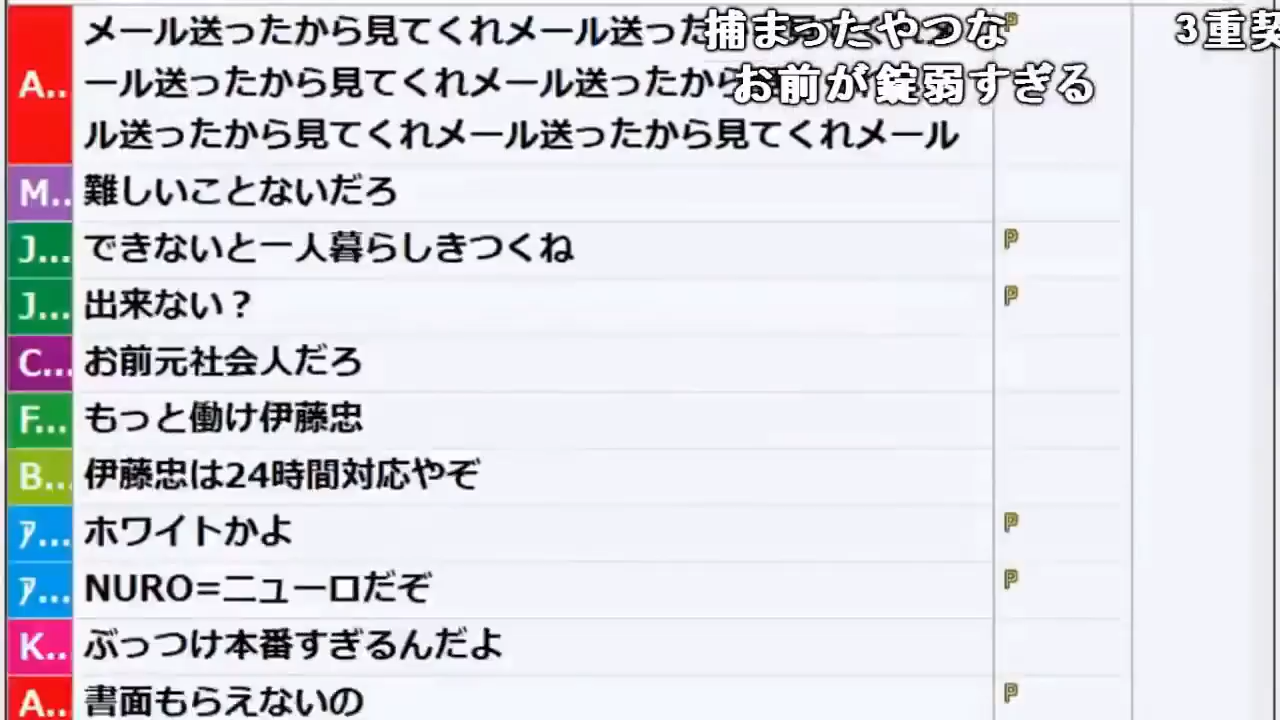 メール送ったから見てくれメール送っ
捕まったやつな
3重契
A..
ール送ったから見てくれメール送ったから
お前が錠弱すぎる
ル送ったから見てくれメール送ったから見てくれメール
M..
難しいことないだろ
J...
できないと一人暮らしきつくね
P
J...
出来ない？
P
C...
お前元社会人だろ
F...
もっと働け伊藤忠
B...
伊藤忠は24時間対応やぞ
ｱ...
ホワイトかよ
P
ｱ...
NURO=ニューロだぞ
P
K..
ぶっつけ本番すぎるんだよ
A..
書面もらえないの
P